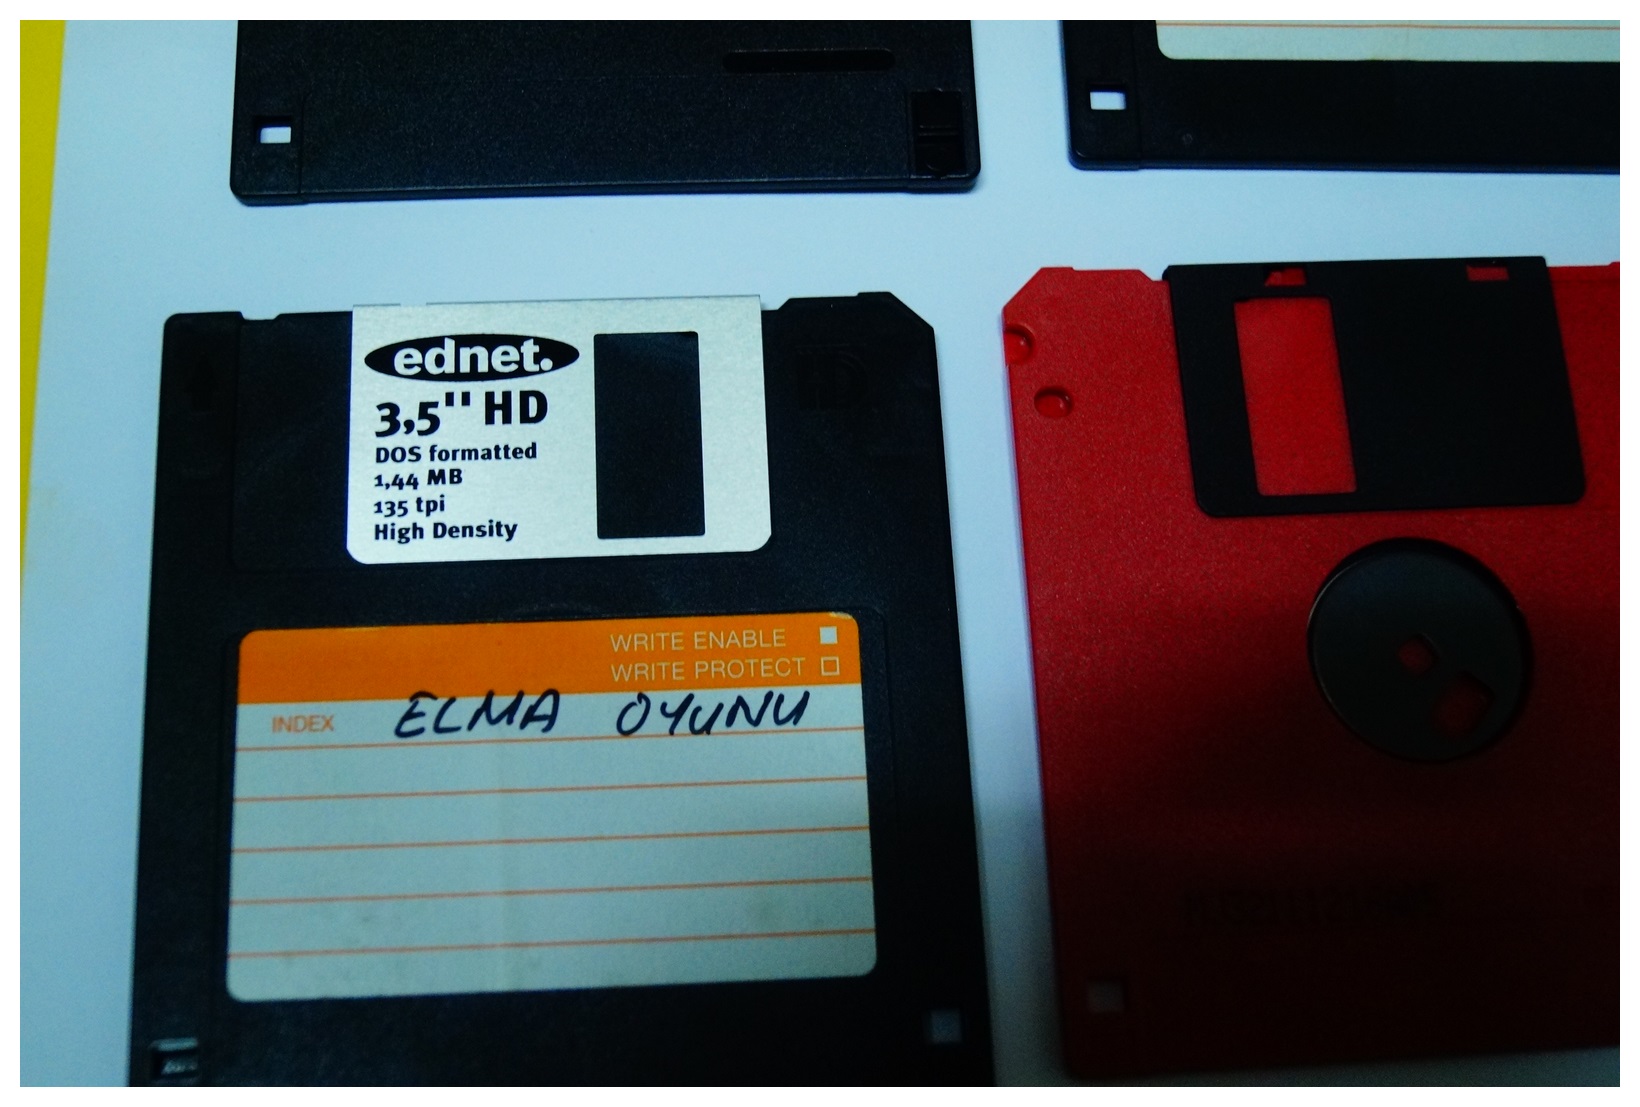 ednet.
3,5" HD
DOS formatted
1,44 MB
135 tpi
High Density
WRITE ENABLE
WRITE PROTECT
INDEX ELMA OYUNU